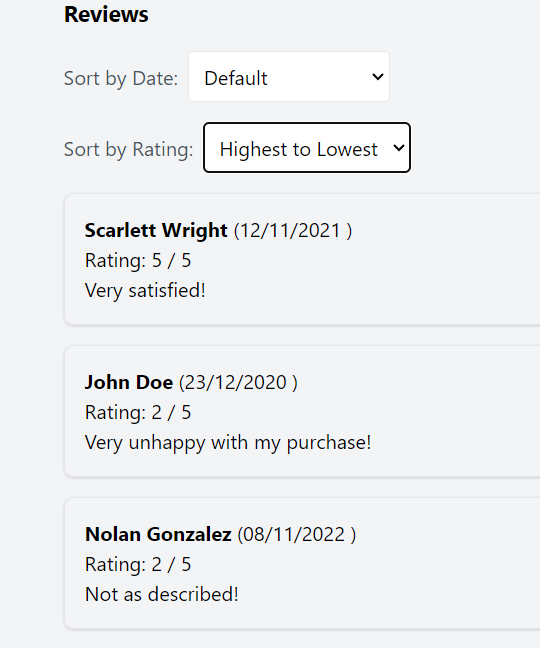 Reviews
Sort by Date: Default
Sort by Rating: Highest to Lowest
Scarlett Wright (12/11/2021 )
Rating: 5 / 5
Very satisfied!
John Doe (23/12/2020 )
Rating: 2 / 5
Very unhappy with my purchase!
Nolan Gonzalez (08/11/2022 )
Rating: 2 / 5
Not as described!